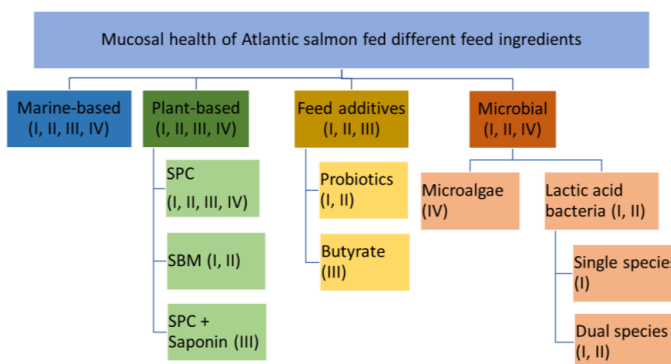 Mucosal health of Atlantic salmon fed different feed ingredients
Marine-based
(I, II, III, IV)
Plant-based
(I, II, III, IV)
Feed additives
(I, II, III)
Microbial
(I, II, IV)
SPC
(I, II, III, IV)
SBM (I, II)
SPC +
Saponin (III)
Probiotics
(I, II)
Butyrate
(III)
Microalgae
(IV)
Lactic acid
bacteria (I, II)
Single species
(I)
Dual species
(I, II)